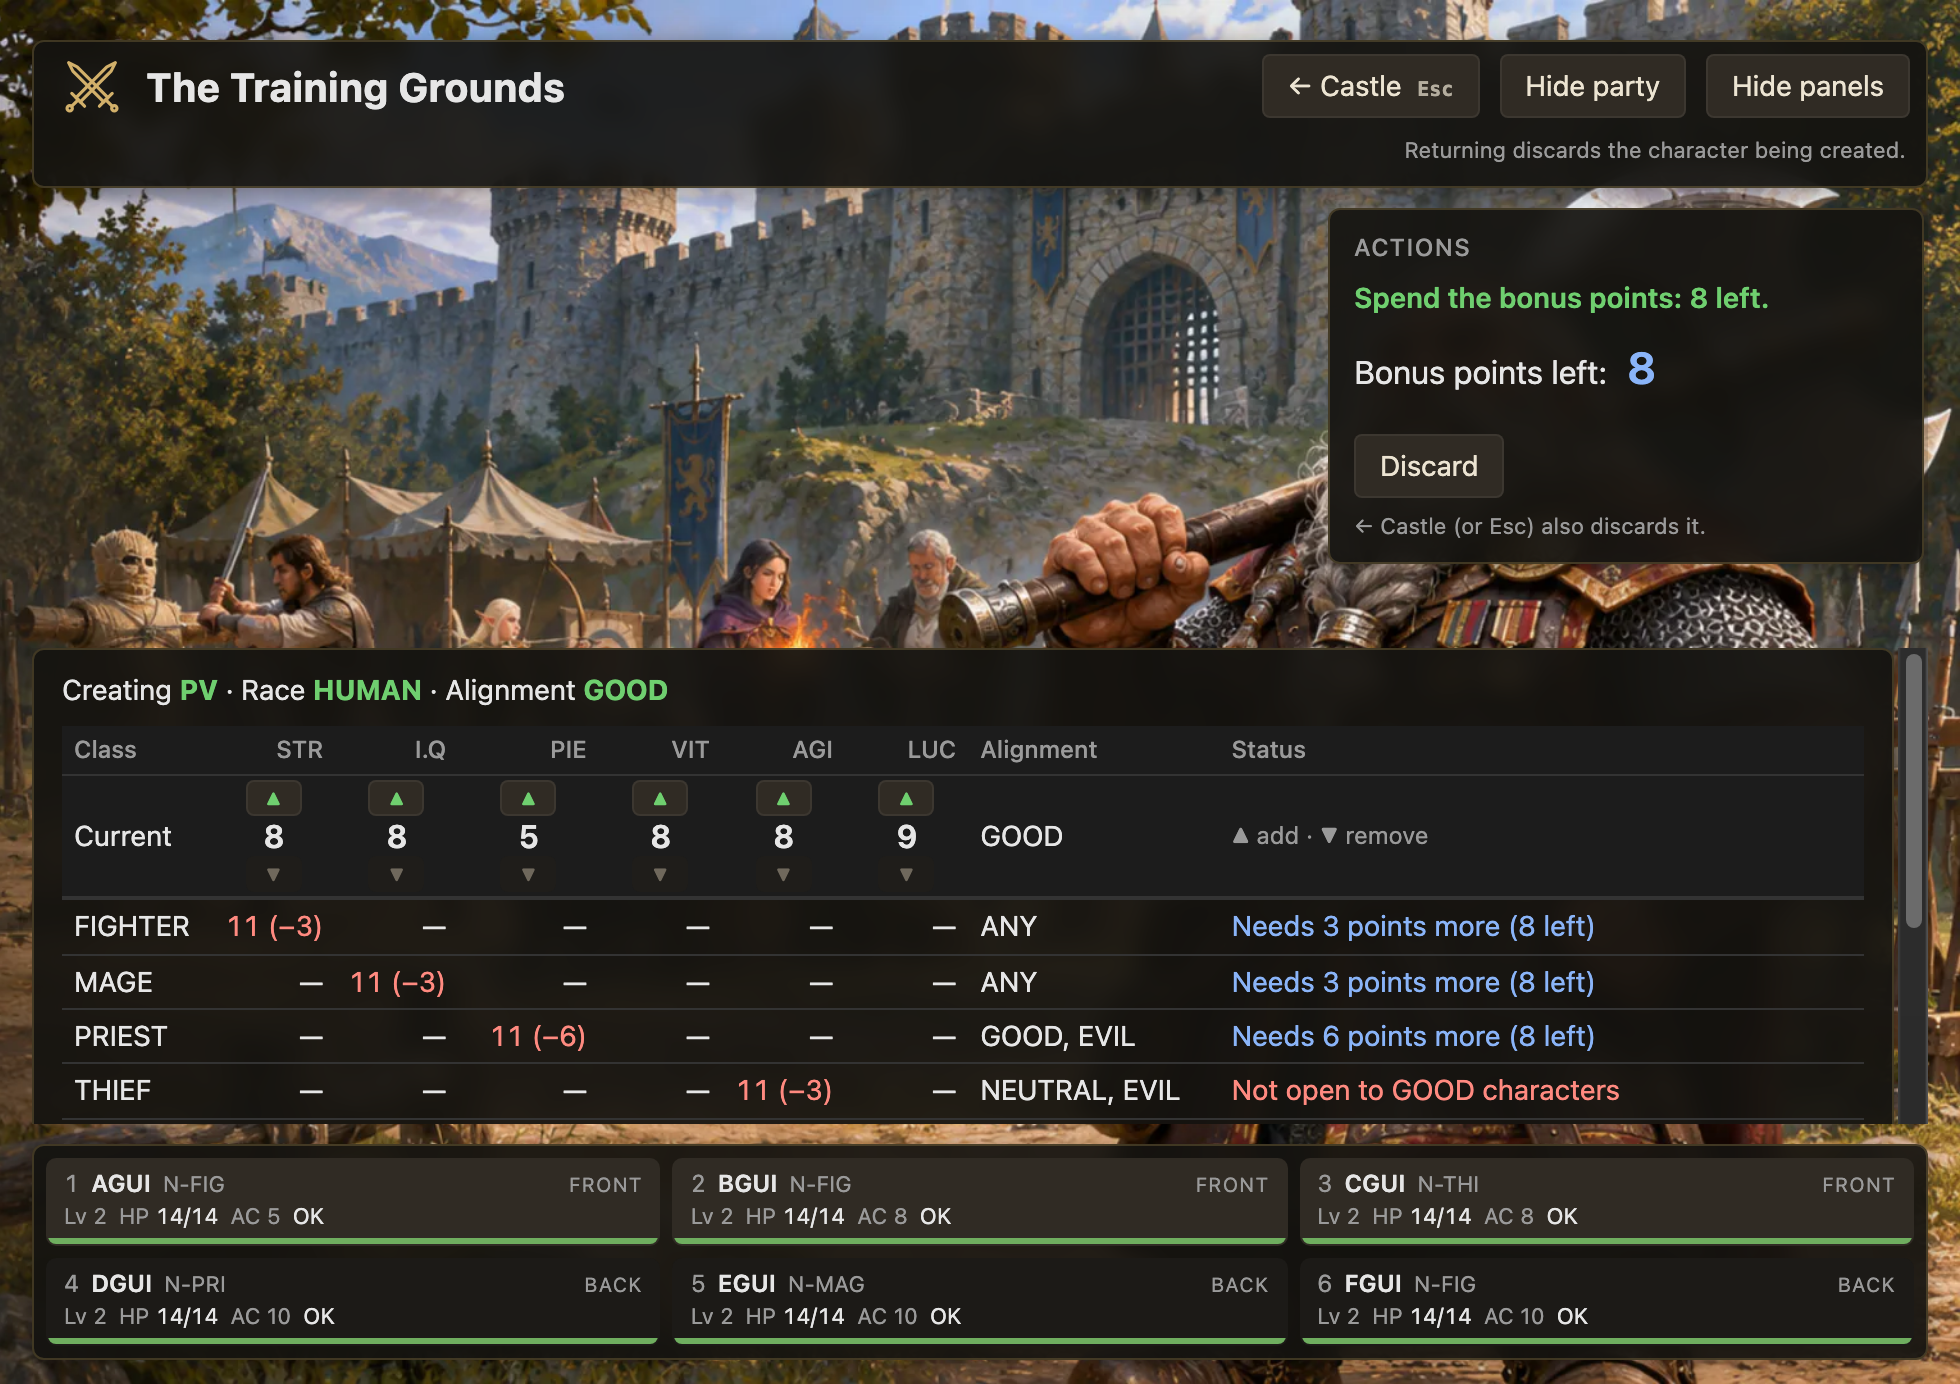 The Training Grounds
← Castle Esc
Hide party
Hide panels
Returning discards the character being created.
ACTIONS
Spend the bonus points: 8 left.
Bonus points left: 8
Discard
← Castle (or Esc) also discards it.
Creating PV · Race HUMAN · Alignment GOOD
Class STR I.Q PIE VIT AGI LUC Alignment Status
▲ ▲ ▲ ▲ ▲ ▲
Current 8 8 5 8 8 9 GOOD ▲ add · ▼ remove
▼ ▼ ▼ ▼ ▼ ▼
FIGHTER 11 (−3) — — — — — ANY Needs 3 points more (8 left)
MAGE — 11 (−3) — — — — ANY Needs 3 points more (8 left)
PRIEST — — 11 (−6) — — — GOOD, EVIL Needs 6 points more (8 left)
THIEF — — — — 11 (−3) — NEUTRAL, EVIL Not open to GOOD characters
1 AGUI N-FIG FRONT
Lv 2 HP 14/14 AC 5 OK
2 BGUI N-FIG FRONT
Lv 2 HP 14/14 AC 8 OK
3 CGUI N-THI FRONT
Lv 2 HP 14/14 AC 8 OK
4 DGUI N-PRI BACK
Lv 2 HP 14/14 AC 10 OK
5 EGUI N-MAG BACK
Lv 2 HP 14/14 AC 10 OK
6 FGUI N-FIG BACK
Lv 2 HP 14/14 AC 10 OK